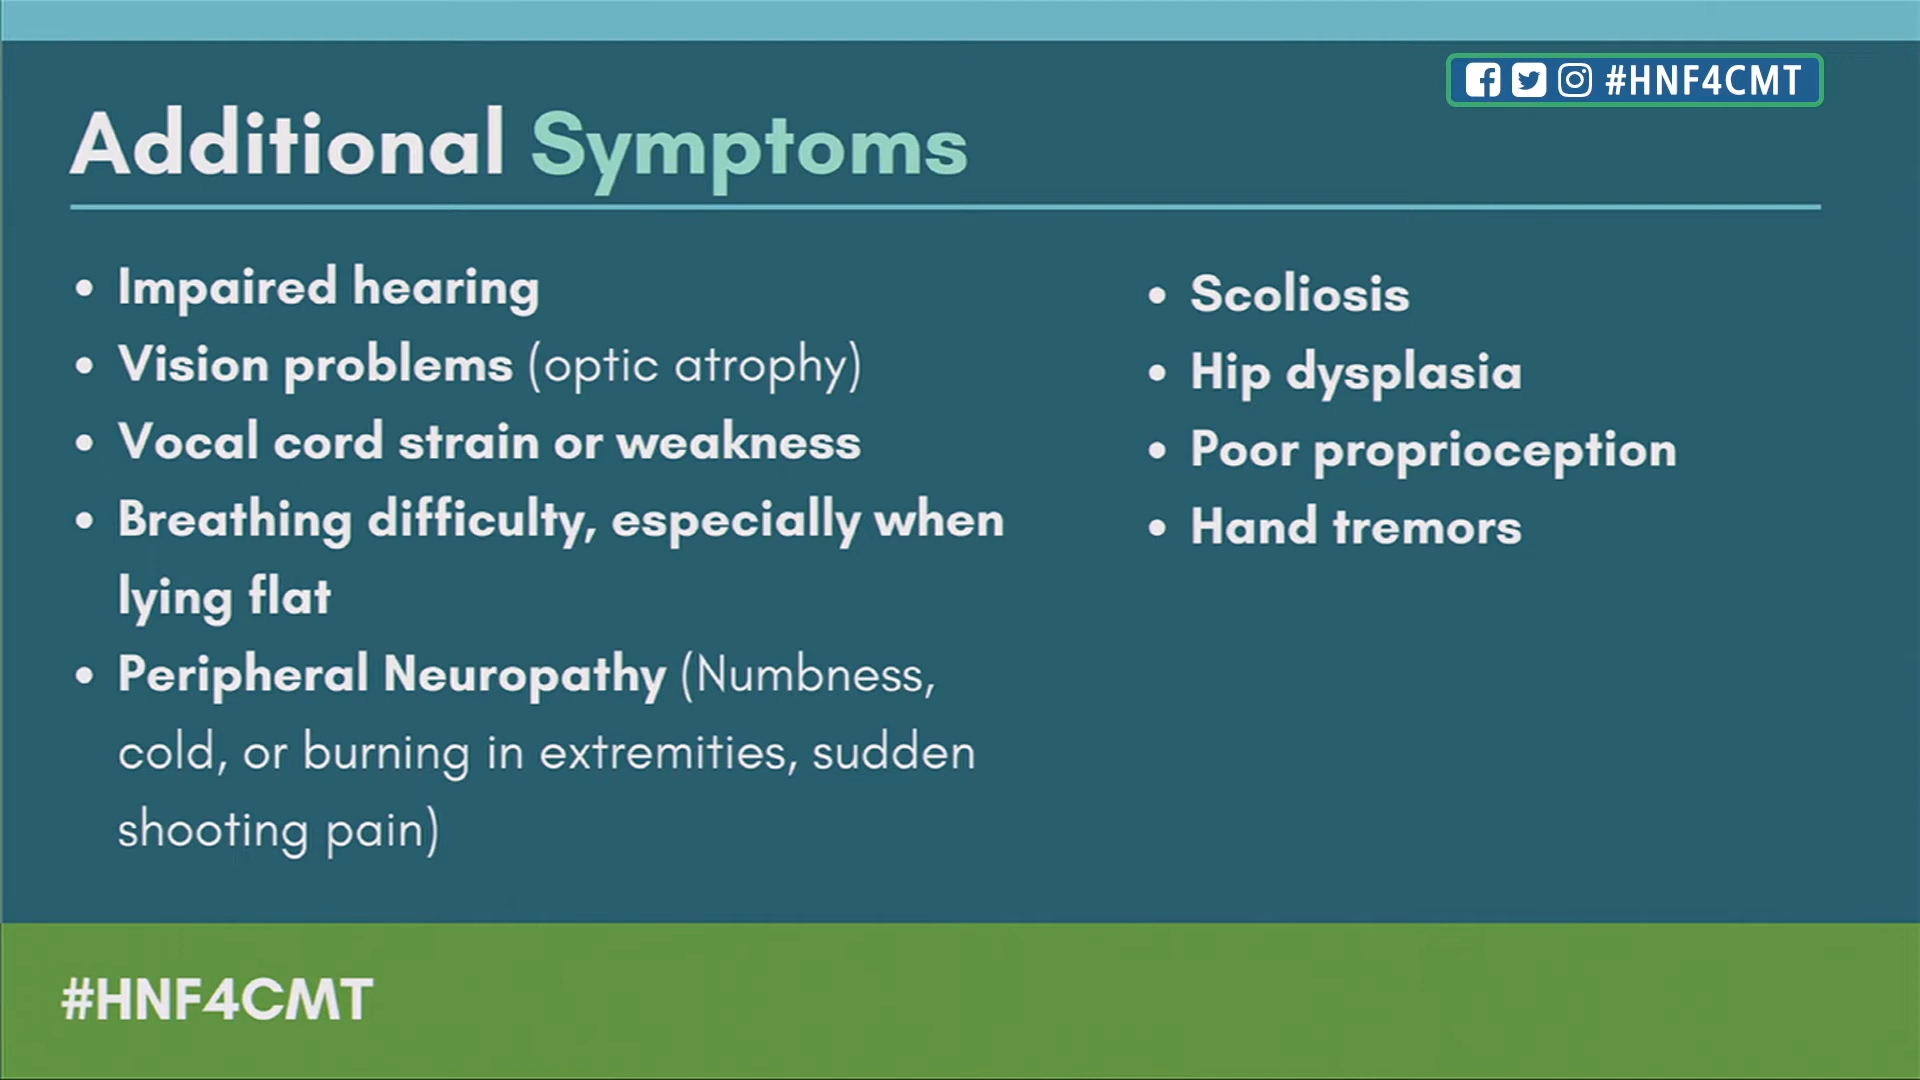 #HNF4CMT
Additional Symptoms
• Impaired hearing
• Vision problems (optic atrophy)
• Vocal cord strain or weakness
• Breathing difficulty, especially when
lying flat
• Peripheral Neuropathy (Numbness,
cold, or burning in extremities, sudden
shooting pain)
• Scoliosis
• Hip dysplasia
• Poor proprioception
• Hand tremors
#HNF4CMT